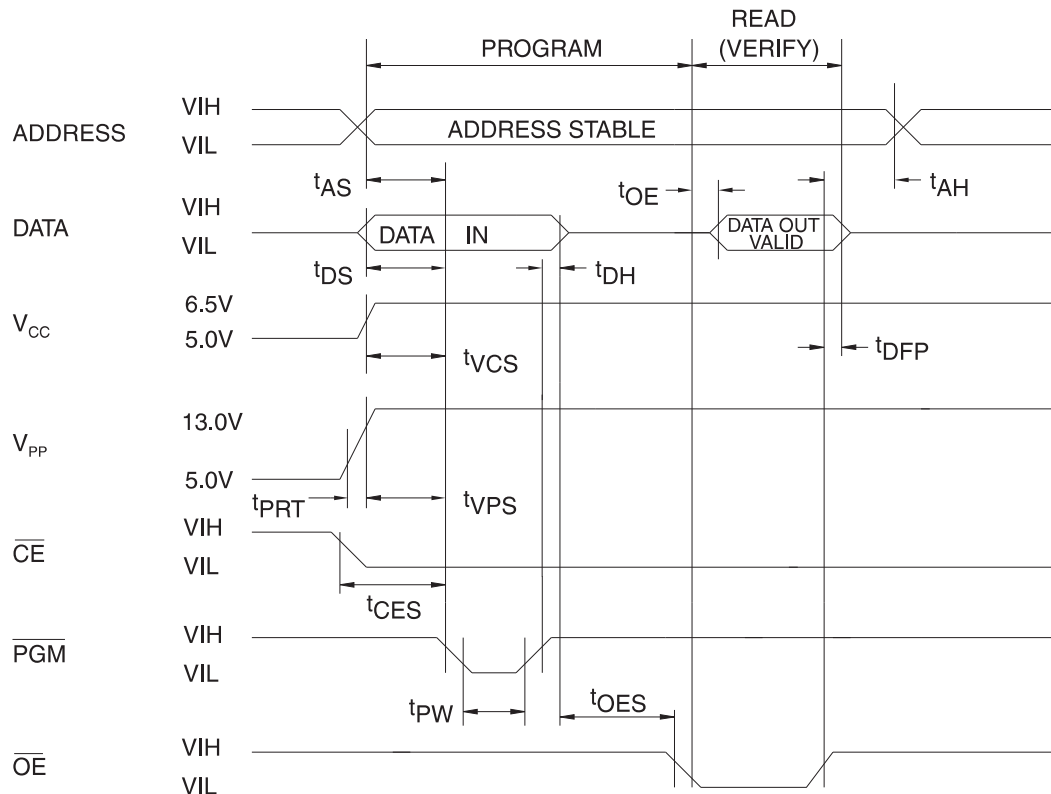 READ
(VERIFY)
PROGRAM
ADDRESS
VIH
VIL
ADDRESS STABLE
tAS
tOE
tAH
DATA
VIH
VIL
DATA IN
DATA OUT
VALID
tDS
tDH
VCC
6.5V
5.0V
tVCS
tDFP
VPP
13.0V
5.0V
tPRT
tVPS
CE
VIH
VIL
tCES
PGM
VIH
VIL
tPW
tOES
OE
VIH
VIL